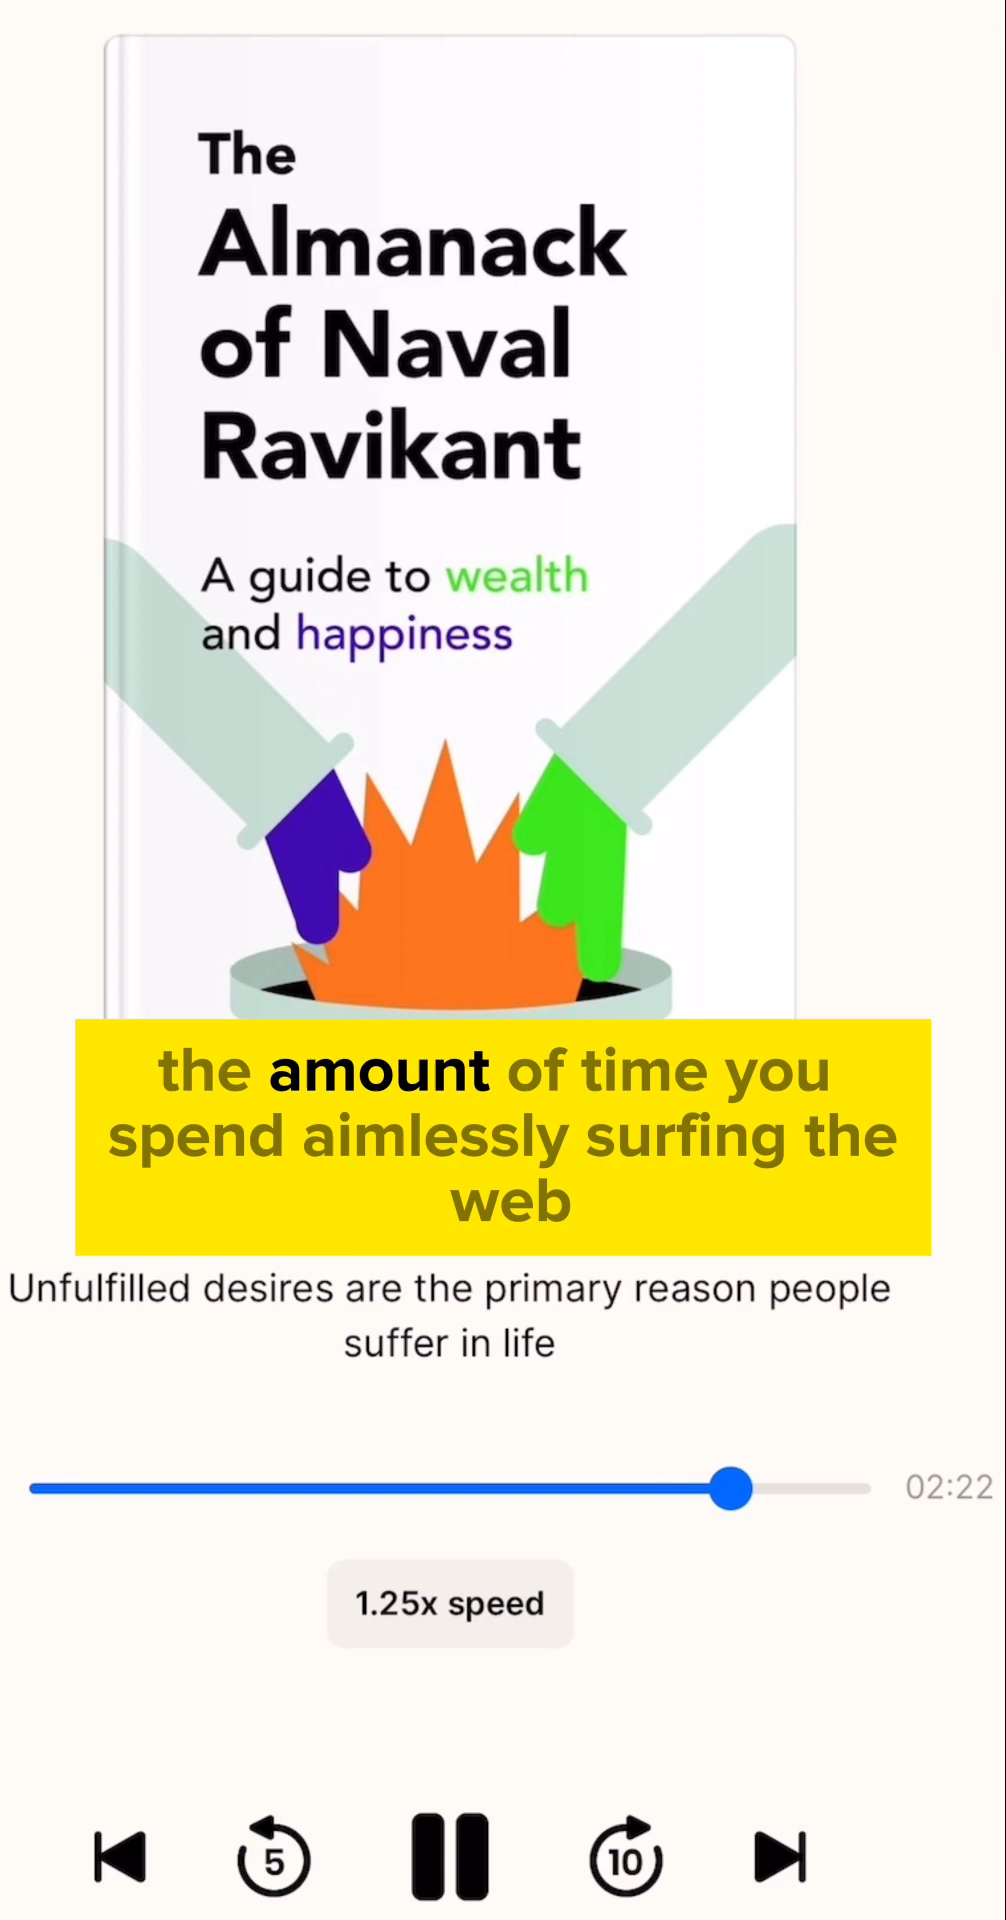 The
Almanack
of Naval
Ravikant
A guide to wealth
and happiness
the amount of time you
spend aimlessly surfing the
web
Unfulfilled desires are the primary reason people
suffer in life
02:22
1.25x speed
5
10